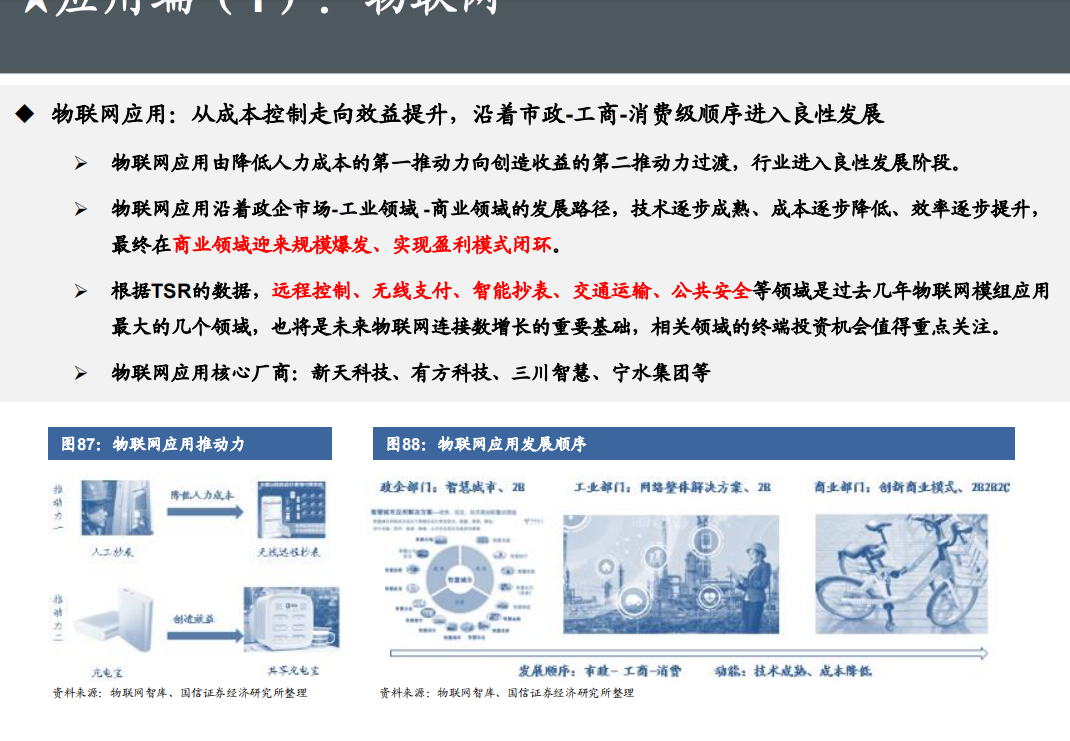 ★应用端（1）：物联网
◆ 物联网应用：从成本控制走向效益提升，沿着市政-工商-消费级顺序进入良性发展
➢ 物联网应用由降低人力成本的第一推动力向创造收益的第二推动力过渡，行业进入良性发展阶段。
➢ 物联网应用沿着政企市场-工业领域 -商业领域的发展路径，技术逐步成熟、成本逐步降低、效率逐步提升，
最终在商业领域迎来规模爆发、实现盈利模式闭环。
➢ 根据TSR的数据，远程控制、无线支付、智能抄表、交通运输、公共安全等领域是过去几年物联网模组应用
最大的几个领域，也将是未来物联网连接数增长的重要基础，相关领域的终端投资机会值得重点关注。
➢ 物联网应用核心厂商：新天科技、有方科技、三川智慧、宁水集团等
图87：物联网应用推动力
推动力一
降低人力成本
人工抄表
无线远程抄表
推动力二
创造效益
充电宝
共享充电宝
资料来源：物联网智库、国信证券经济研究所整理
图88：物联网应用发展顺序
政企部门：智慧城市、2B
工业部门：网络整体解决方案、2B
商业部门：创新商业模式、2B2B2C
智慧城市
发展顺序：市政- 工商-消费
动能：技术成熟、成本降低
资料来源：物联网智库、国信证券经济研究所整理